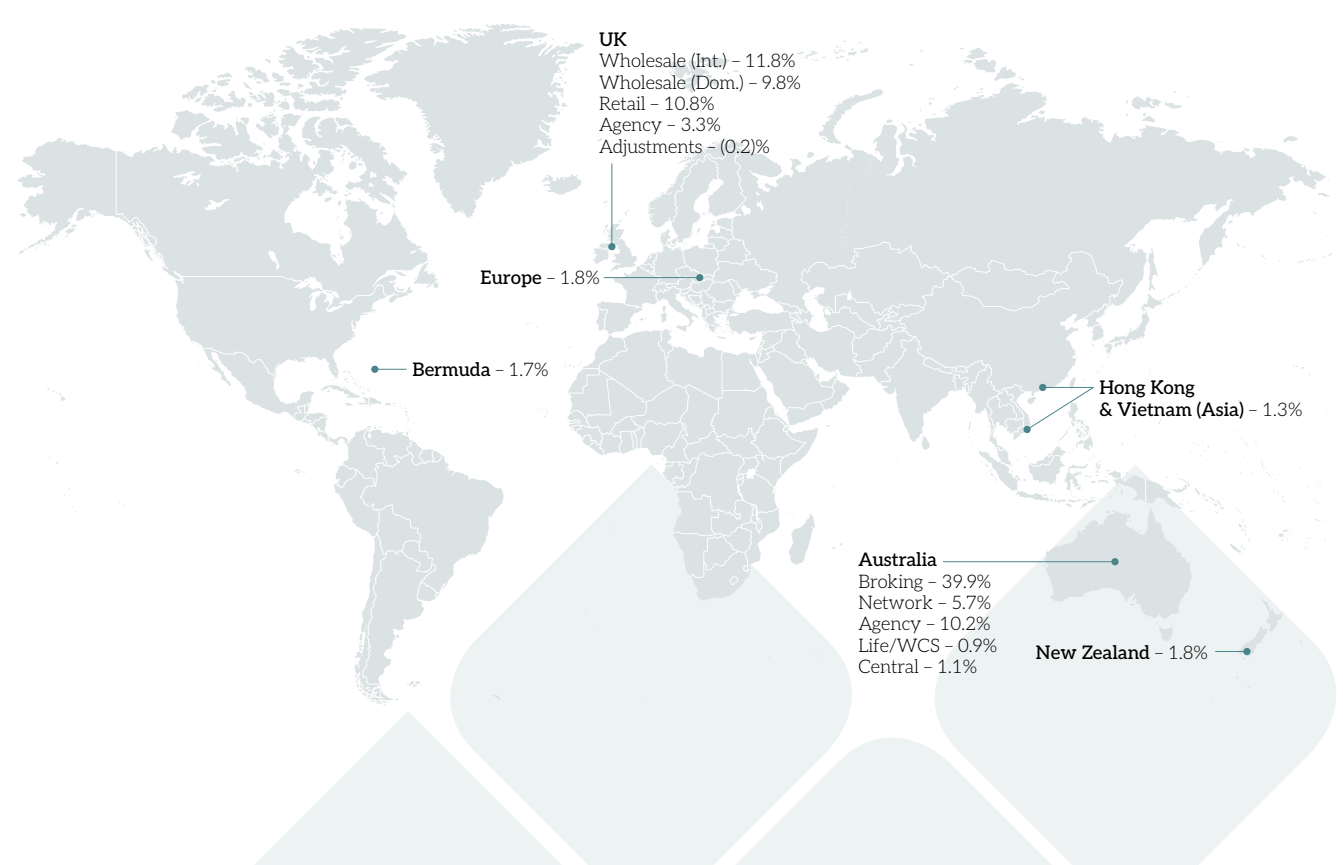 UK
Wholesale (Int.) – 11.8%
Wholesale (Dom.) – 9.8%
Retail – 10.8%
Agency – 3.3%
Adjustments – (0.2)%
Europe – 1.8%
Bermuda – 1.7%
Hong Kong
& Vietnam (Asia) – 1.3%
Australia
Broking – 39.9%
Network – 5.7%
Agency – 10.2%
Life/WCS – 0.9%
Central – 1.1%
New Zealand – 1.8%